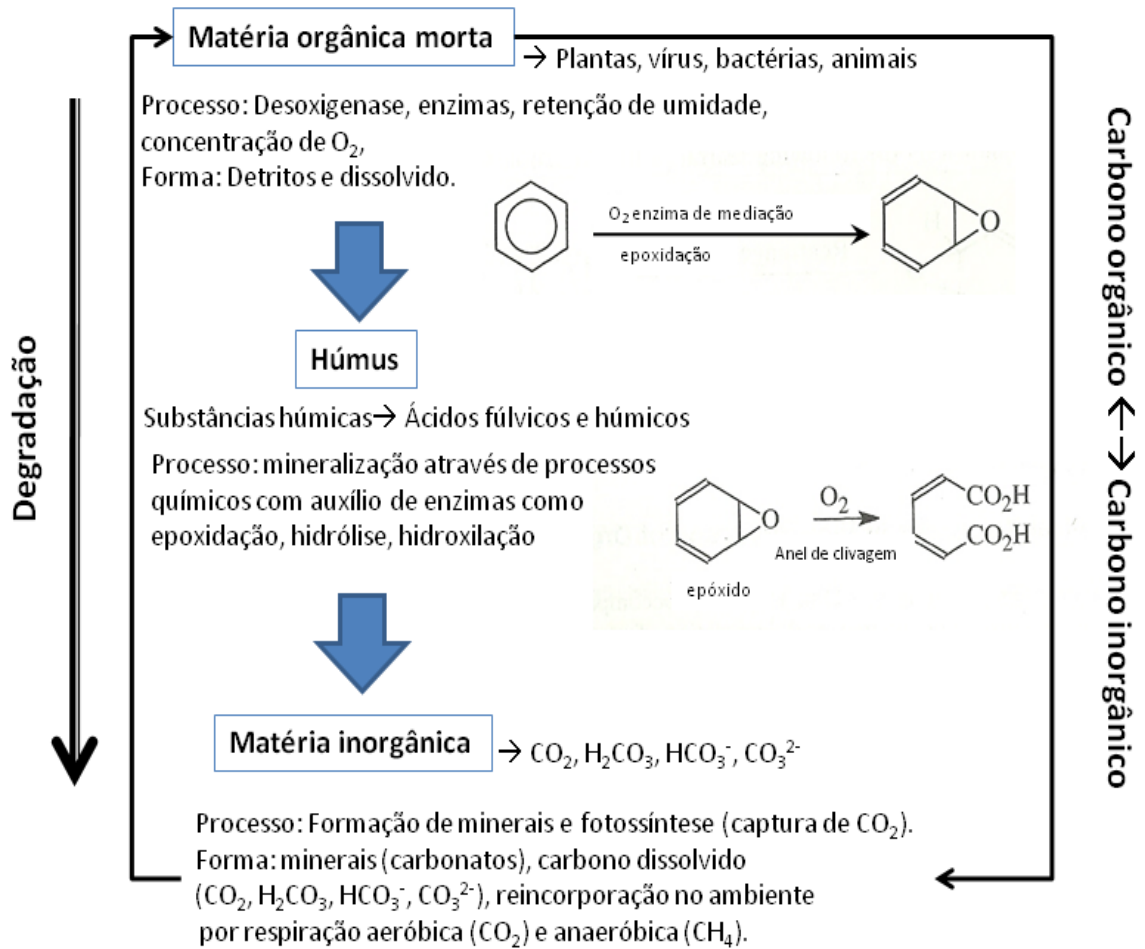 Matéria orgânica morta
→ Plantas, vírus, bactérias, animais
Processo: Desoxigenase, enzimas, retenção de umidade,
concentração de O₂,
Forma: Detritos e dissolvido.
O₂ enzima de mediação
epoxidação
O
Húmus
Substâncias húmicas→ Ácidos fúlvicos e húmicos
Processo: mineralização através de processos
químicos com auxílio de enzimas como
epoxidação, hidrólise, hidroxilação
O
O₂
CO₂H
CO₂H
Anel de clivagem
epóxido
Matéria inorgânica
→ CO₂, H₂CO₃, HCO₃⁻, CO₃²⁻
Processo: Formação de minerais e fotossíntese (captura de CO₂).
Forma: minerais (carbonatos), carbono dissolvido
(CO₂, H₂CO₃, HCO₃⁻, CO₃²⁻), reincorporação no ambiente
por respiração aeróbica (CO₂) e anaeróbica (CH₄).
Degradação
Carbono orgânico ←→ Carbono inorgânico